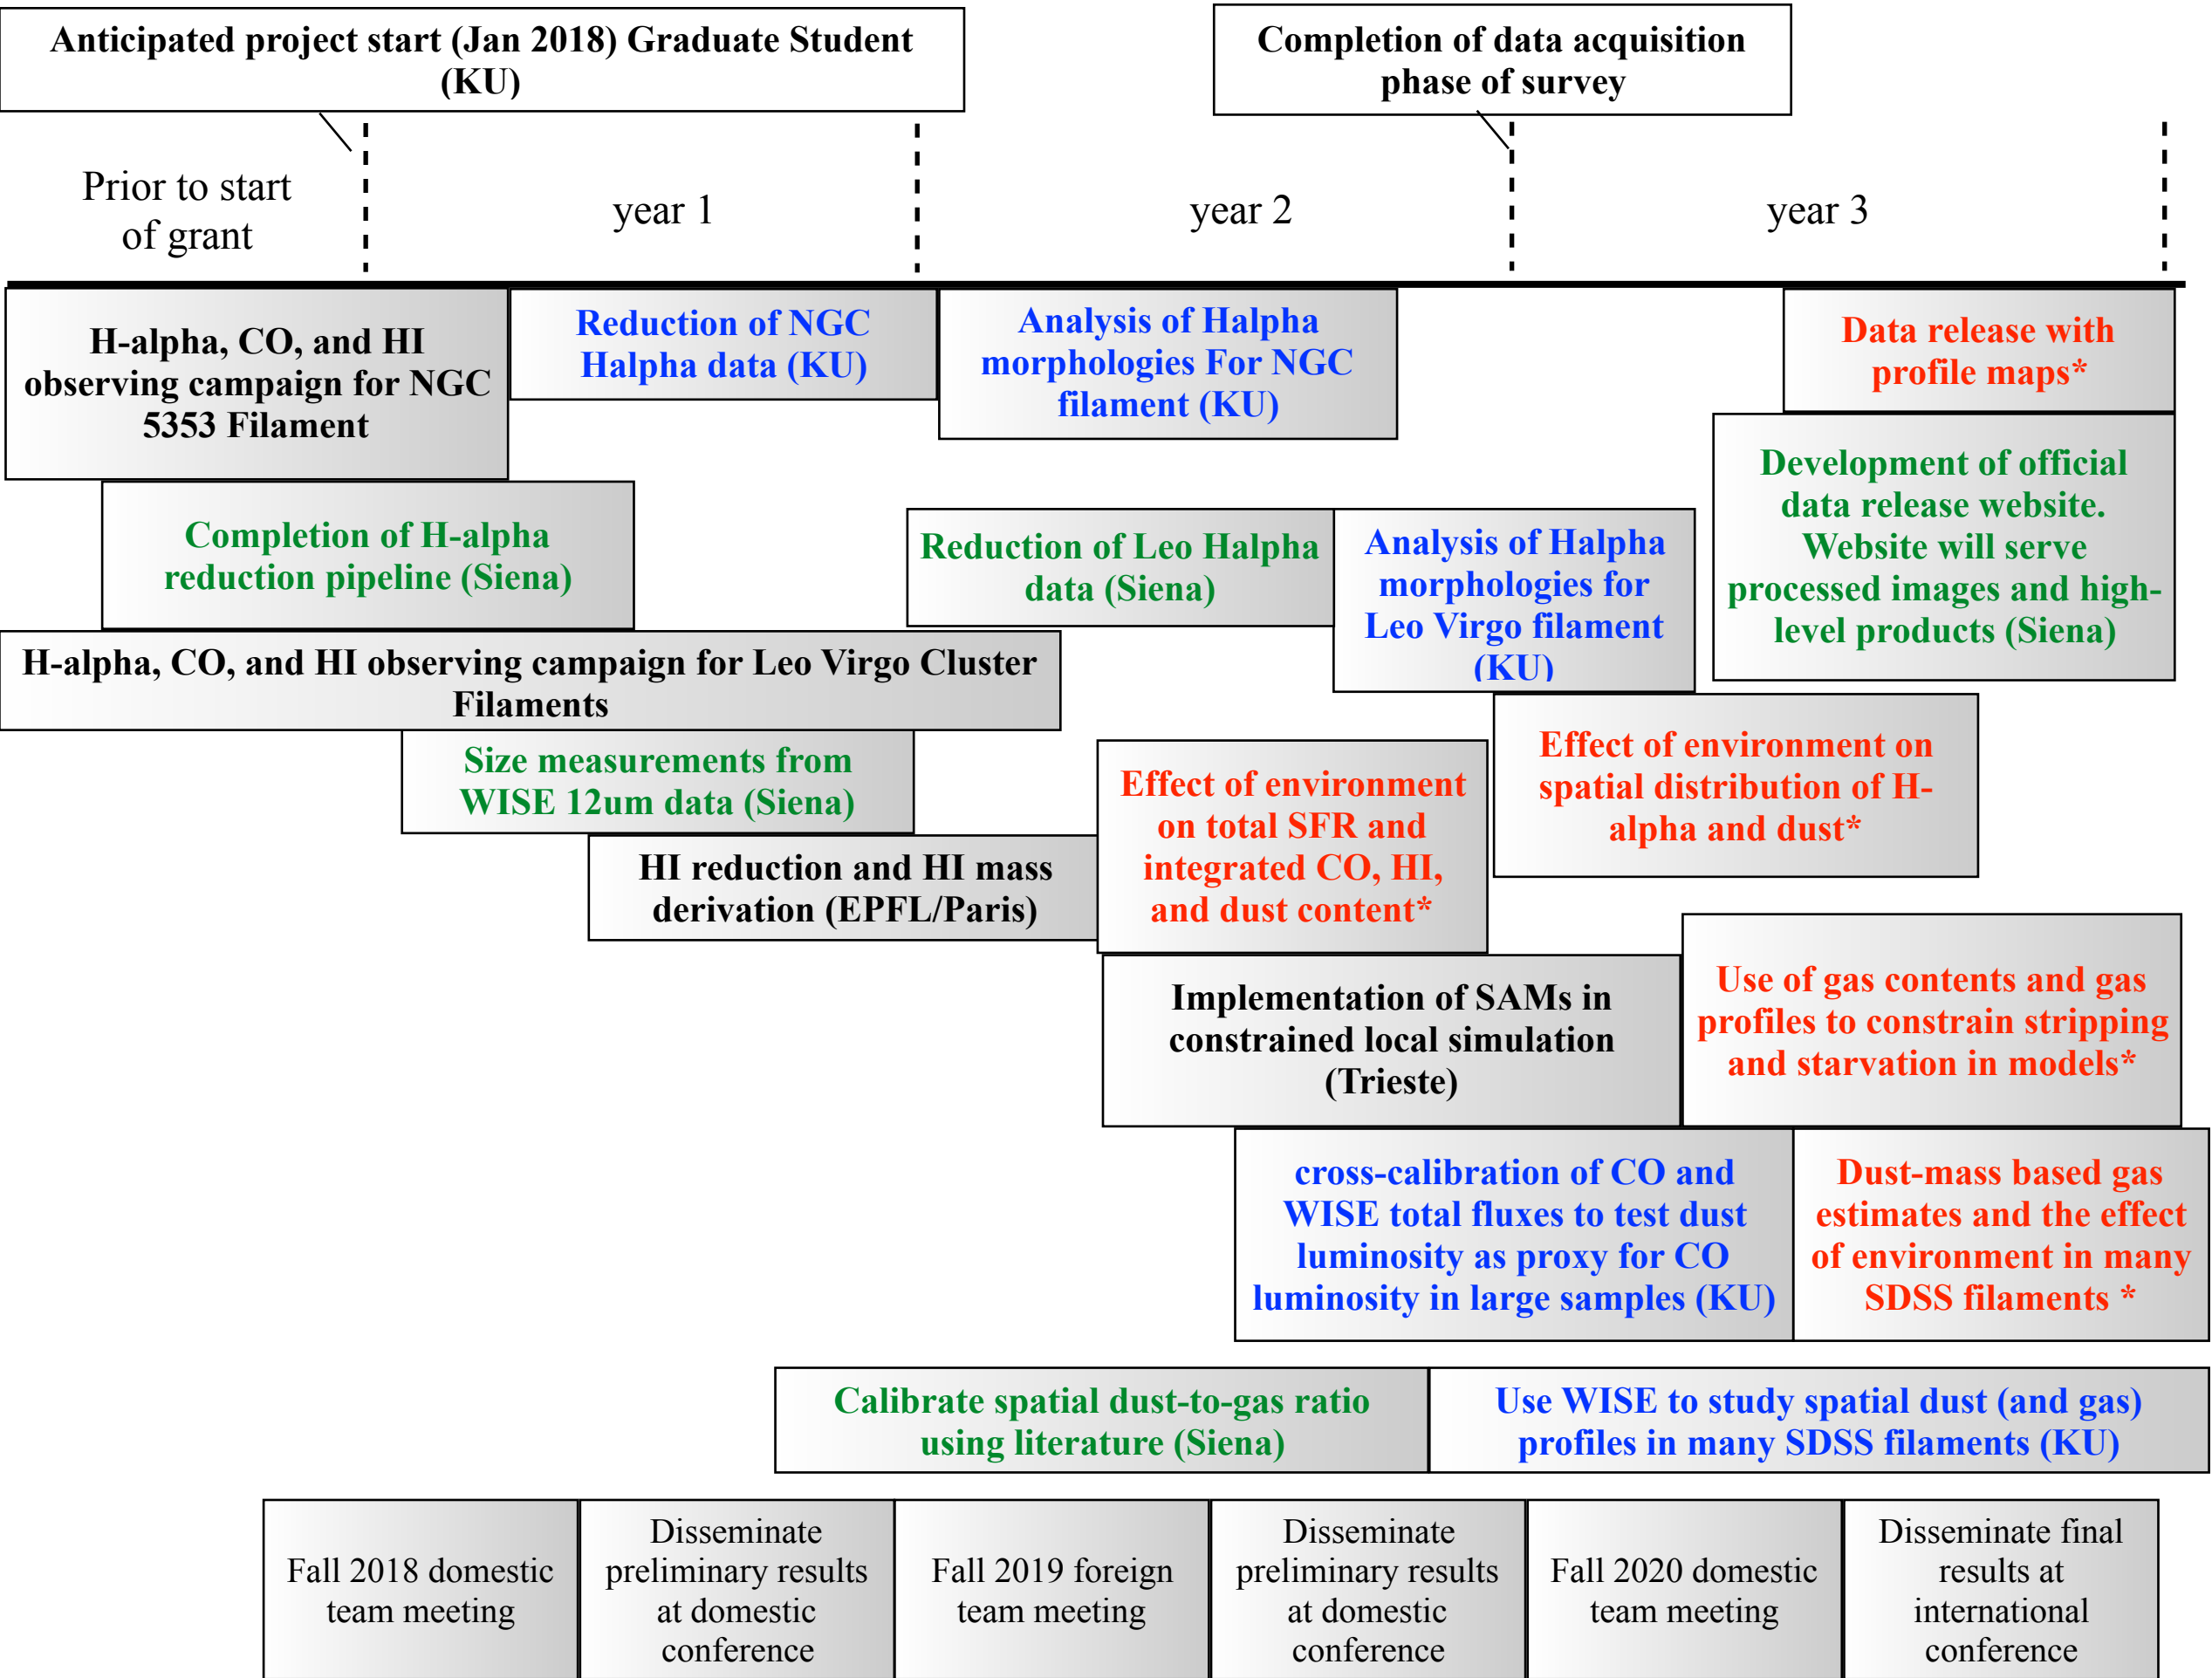 Anticipated project start (Jan 2018) Graduate Student
(KU)
Completion of data acquisition
phase of survey
Prior to start
of grant
year 1
year 2
year 3
H-alpha, CO, and HI
observing campaign for NGC
5353 Filament
Reduction of NGC
Halpha data (KU)
Analysis of Halpha
morphologies For NGC
filament (KU)
Data release with
profile maps*
Completion of H-alpha
reduction pipeline (Siena)
Reduction of Leo Halpha
data (Siena)
Analysis of Halpha
morphologies for
Leo Virgo filament
(KU)
Development of official
data release website.
Website will serve
processed images and high-
level products (Siena)
H-alpha, CO, and HI observing campaign for Leo Virgo Cluster
Filaments
Size measurements from
WISE 12um data (Siena)
Effect of environment
on total SFR and
integrated CO, HI,
and dust content*
Effect of environment on
spatial distribution of H-
alpha and dust*
HI reduction and HI mass
derivation (EPFL/Paris)
Implementation of SAMs in
constrained local simulation
(Trieste)
Use of gas contents and gas
profiles to constrain stripping
and starvation in models*
cross-calibration of CO and
WISE total fluxes to test dust
luminosity as proxy for CO
luminosity in large samples (KU)
Dust-mass based gas
estimates and the effect
of environment in many
SDSS filaments *
Calibrate spatial dust-to-gas ratio
using literature (Siena)
Use WISE to study spatial dust (and gas)
profiles in many SDSS filaments (KU)
Fall 2018 domestic
team meeting
Disseminate
preliminary results
at domestic
conference
Fall 2019 foreign
team meeting
Disseminate
preliminary results
at domestic
conference
Fall 2020 domestic
team meeting
Disseminate final
results at
international
conference